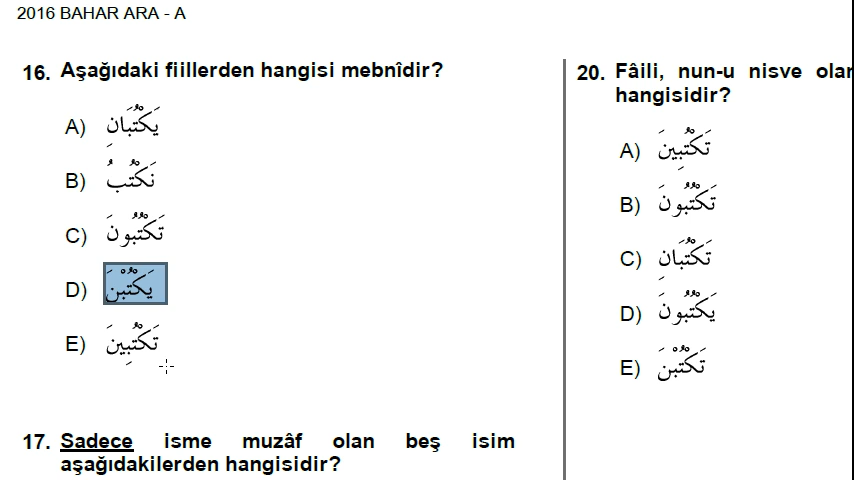 2016 BAHAR ARA - A
16. Aşağıdaki fiillerden hangisi mebnîdir?
A) يَكْتُبَانِ
B) نَكْتُبُ
C) تَكْتُبُونَ
D) يَكْتُبْنَ
E) تَكْتُبِينَ
17. Sadece isme muzâf olan beş isim
aşağıdakilerden hangisidir?
20. Fâili, nun-u nisve olan
hangisidir?
A) تَكْتُبِينَ
B) تَكْتُبُونَ
C) تَكْتُبَانِ
D) يَكْتُبُونَ
E) تَكْتُبْنَ